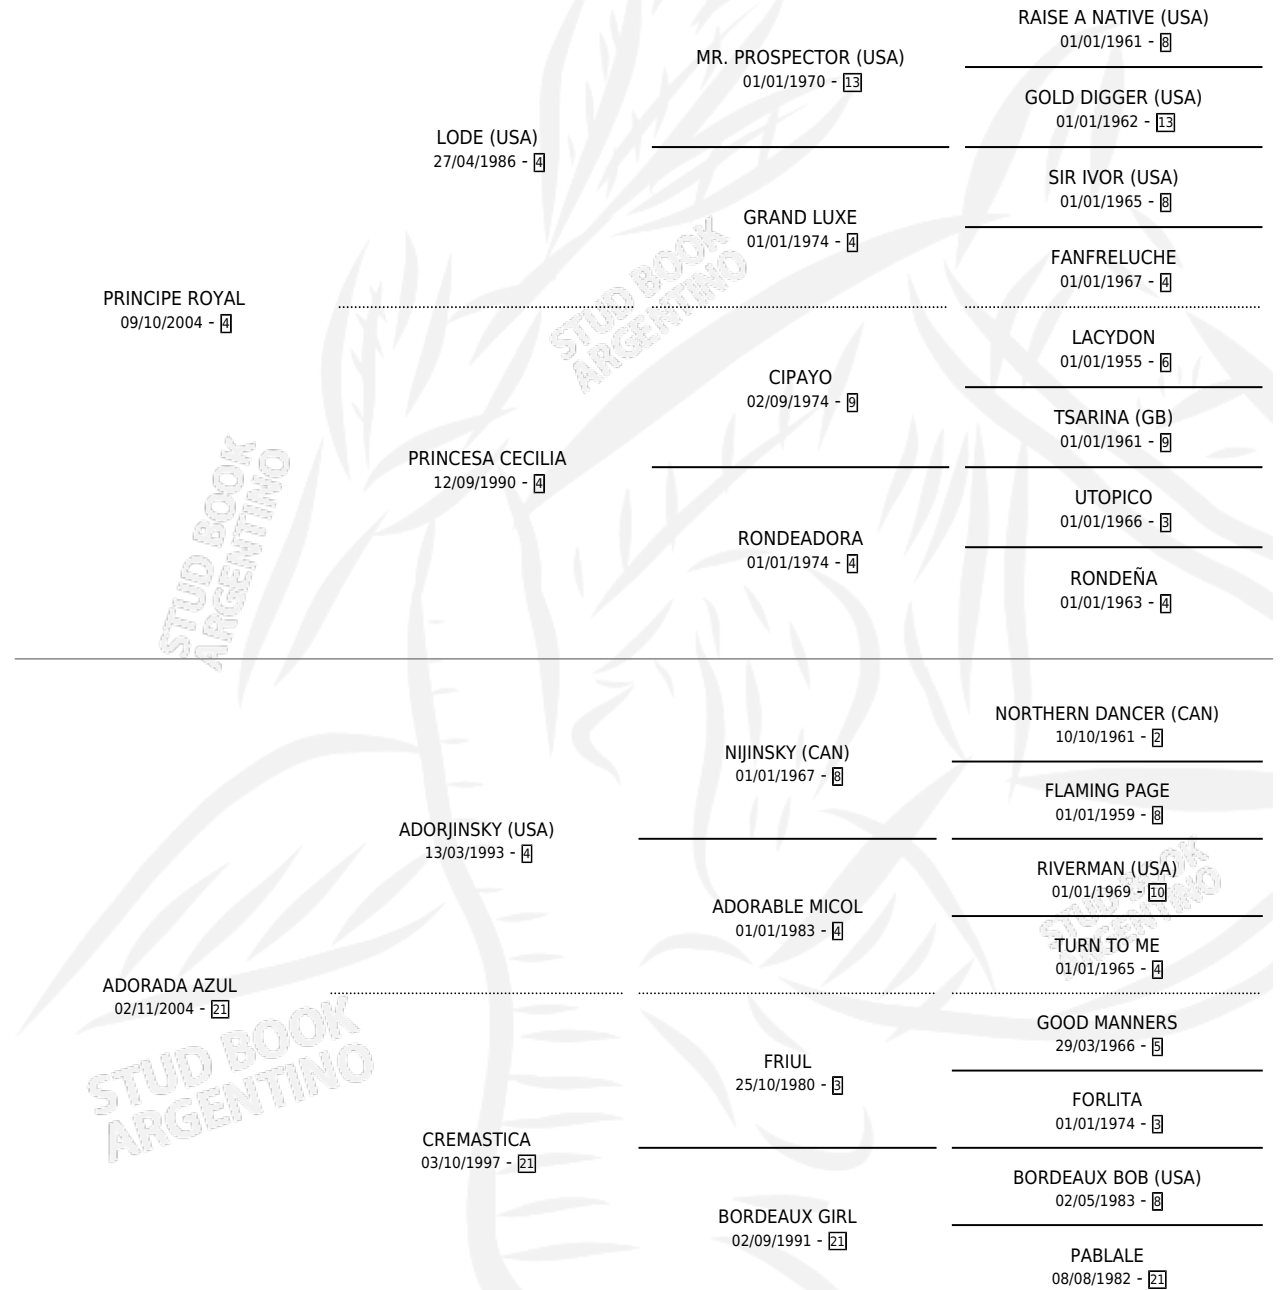 RAISE A NATIVE (USA)
01/01/1961 - 8
MR. PROSPECTOR (USA)
01/01/1970 - 13
GOLD DIGGER (USA)
01/01/1962 - 13
LODE (USA)
27/04/1986 - 4
SIR IVOR (USA)
01/01/1965 - 8
GRAND LUXE
01/01/1974 - 4
FANFRELUCHE
01/01/1967 - 4
PRINCIPE ROYAL
09/10/2004 - 4
LACYDON
01/01/1955 - 6
CIPAYO
02/09/1974 - 9
TSARINA (GB)
01/01/1961 - 9
PRINCESA CECILIA
12/09/1990 - 4
UTOPICO
01/01/1966 - 3
RONDEADORA
01/01/1974 - 4
RONDEÑA
01/01/1963 - 4
NORTHERN DANCER (CAN)
10/10/1961 - 2
NIJINSKY (CAN)
01/01/1967 - 8
FLAMING PAGE
01/01/1959 - 8
ADORJINSKY (USA)
13/03/1993 - 4
RIVERMAN (USA)
01/01/1969 - 10
ADORABLE MICOL
01/01/1983 - 4
TURN TO ME
01/01/1965 - 4
ADORADA AZUL
02/11/2004 - 21
GOOD MANNERS
29/03/1966 - 5
FRIUL
25/10/1980 - 3
FORLITA
01/01/1974 - 3
CREMASTICA
03/10/1997 - 21
BORDEAUX BOB (USA)
02/05/1983 - 8
BORDEAUX GIRL
02/09/1991 - 21
PABLALE
08/08/1982 - 21
STUD BOOK
ARGENTINO
STUD BOOK
ARGENTINO
STUD BOOK
ARGENTINO
STUD BOOK
ARGENTINO